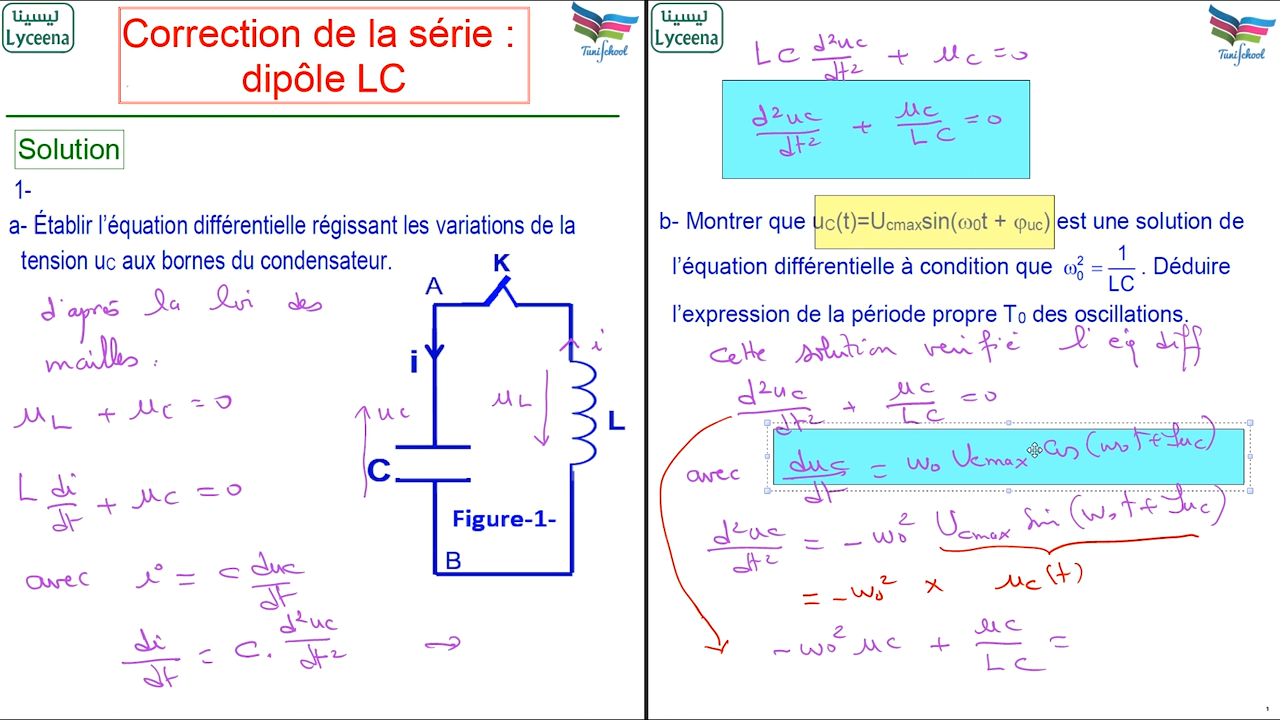 ليسينا
Lyceena
Correction de la série :
dipôle LC
TuniSchool
Solution
1-
a- Établir l'équation différentielle régissant les variations de la
tension uC aux bornes du condensateur.
d'après la loi des
mailles :
uL + uC = 0
L di/dt + uC = 0
avec i = C duC/dt
di/dt = C . d²uC/dt² →
K
A
i
i
uC
uL
L
C
Figure-1-
B
ليسينا
Lyceena
TuniSchool
LC d²uC/dt² + uC = 0
d²uC/dt² + uC/LC = 0
b- Montrer que uC(t)=UCmaxsin(ω0t + φuC) est une solution de
l'équation différentielle à condition que ω0² = 1/LC . Déduire
l'expression de la période propre T0 des oscillations.
cette solution verifie l'éq diff
d²uC/dt² + uC/LC = 0
avec duC/dt = ω0 UCmax cos(ω0t + φuC)
d²uC/dt² = - ω0² UCmax sin(ω0t + φuC)
= - ω0² × uC(t)
- ω0² uC + uC/LC =
1